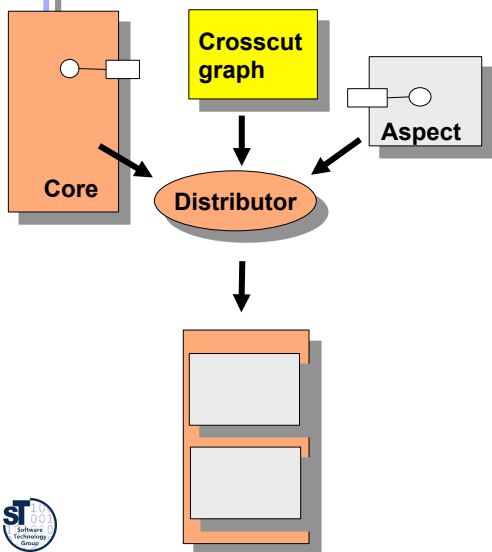 Crosscut
graph
Aspect
Core
Distributor
ST
Software
Technology
Group